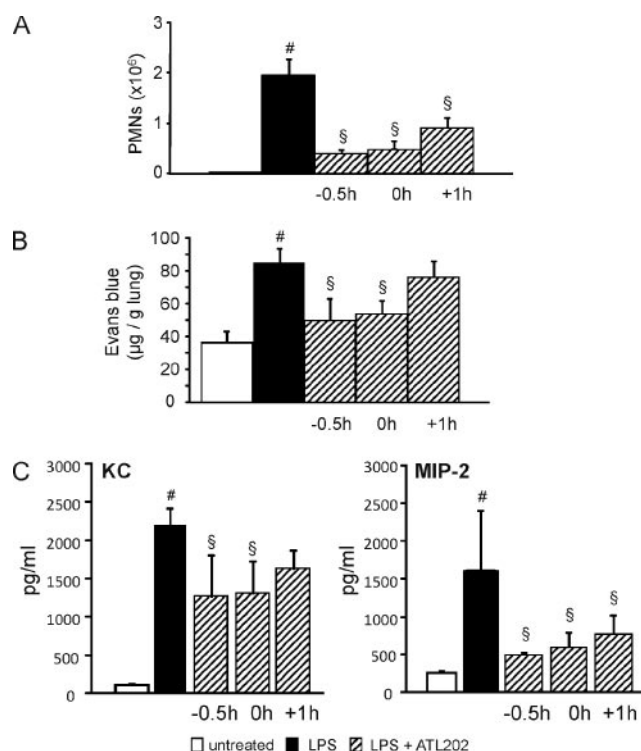 A
PMNs (x10⁶)
3
2
1
0
#
§
§
§
-0.5h 0h +1h
B
Evans blue
(µg / g lung)
100
80
60
40
20
0
#
§
§
-0.5h 0h +1h
C
KC
pg/ml
3000
2500
2000
1500
1000
500
0
#
§
§
-0.5h 0h +1h
MIP-2
pg/ml
3000
2500
2000
1500
1000
500
0
#
§
§
§
-0.5h 0h +1h
untreated LPS LPS + ATL202